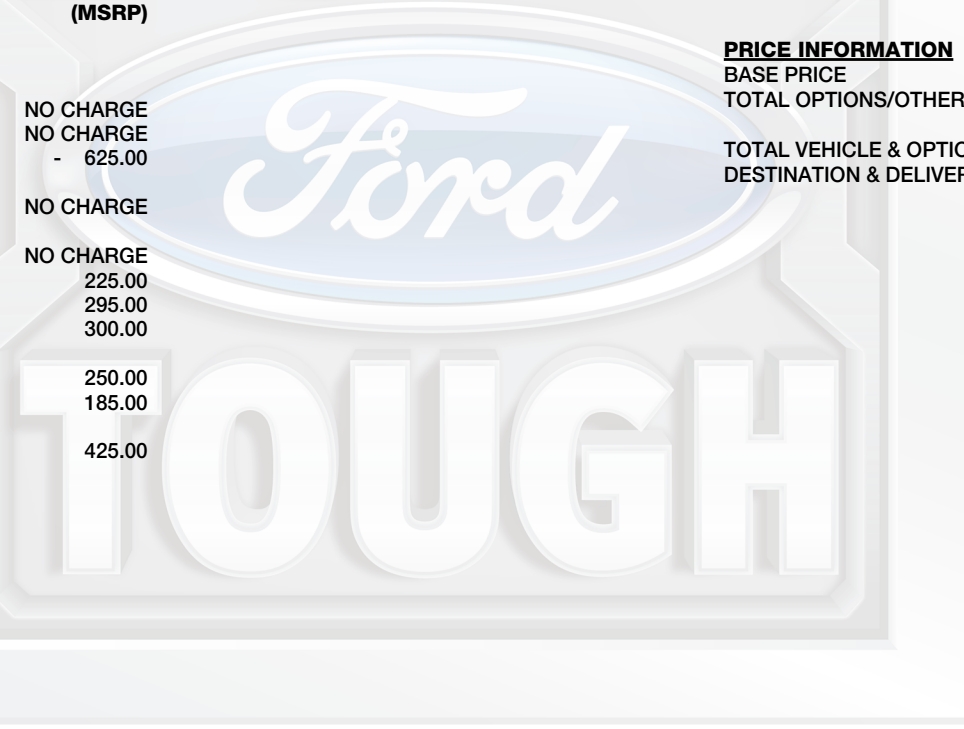 (MSRP)
NO CHARGE
NO CHARGE
- 625.00
NO CHARGE
NO CHARGE
225.00
295.00
300.00
250.00
185.00
425.00
PRICE INFORMATION
BASE PRICE
TOTAL OPTIONS/OTHER
TOTAL VEHICLE & OPTIO
DESTINATION & DELIVER
Ford
TOUGH